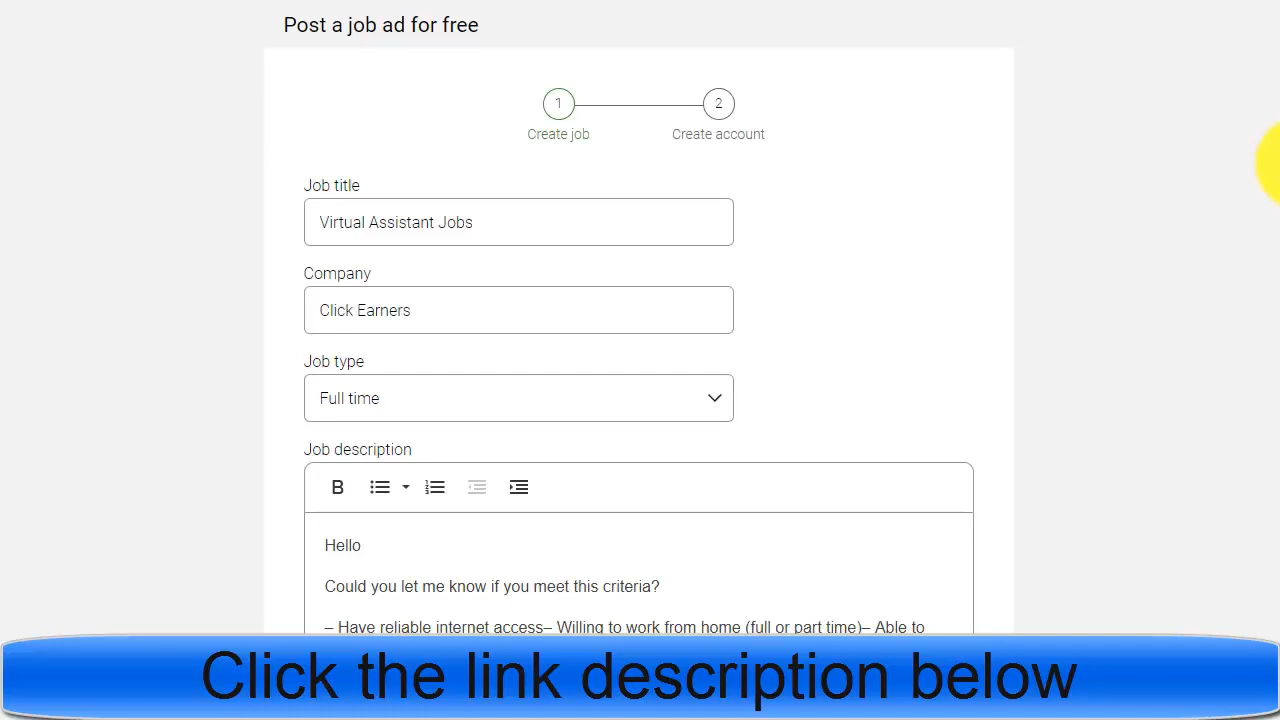 Post a job ad for free
1
2
Create job
Create account
Job title
Virtual Assistant Jobs
Company
Click Earners
Job type
Full time
Job description
B
Hello
Could you let me know if you meet this criteria?
– Have reliable internet access– Willing to work from home (full or part time)– Able to
Click the link description below